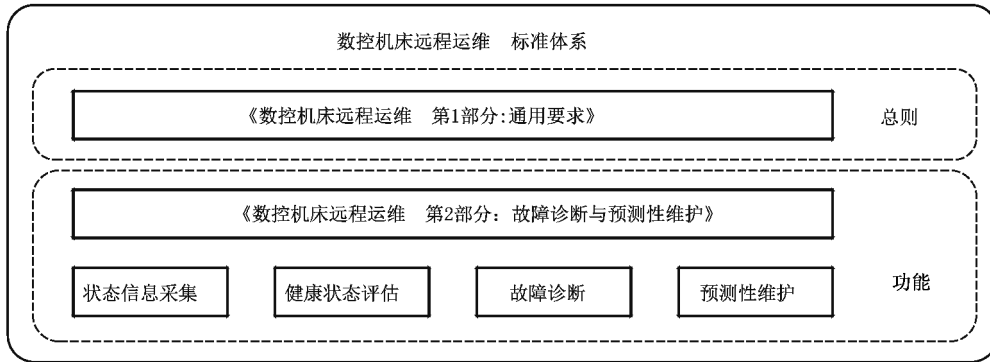 数控机床远程运维　标准体系
《数控机床远程运维　第1部分:通用要求》
总则
《数控机床远程运维　第2部分：故障诊断与预测性维护》
功能
状态信息采集
健康状态评估
故障诊断
预测性维护